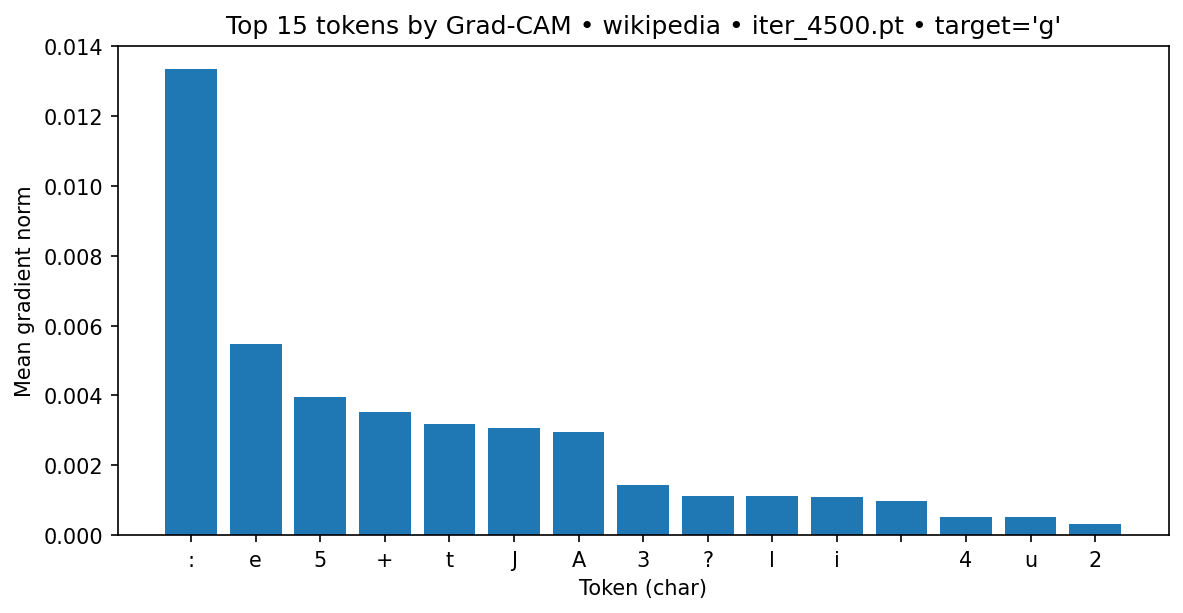 Top 15 tokens by Grad-CAM • wikipedia • iter_4500.pt • target='g'
0.014
0.012
0.010
0.008
0.006
0.004
0.002
0.000
Mean gradient norm
: e 5 + t J A 3 ? l i 4 u 2
Token (char)